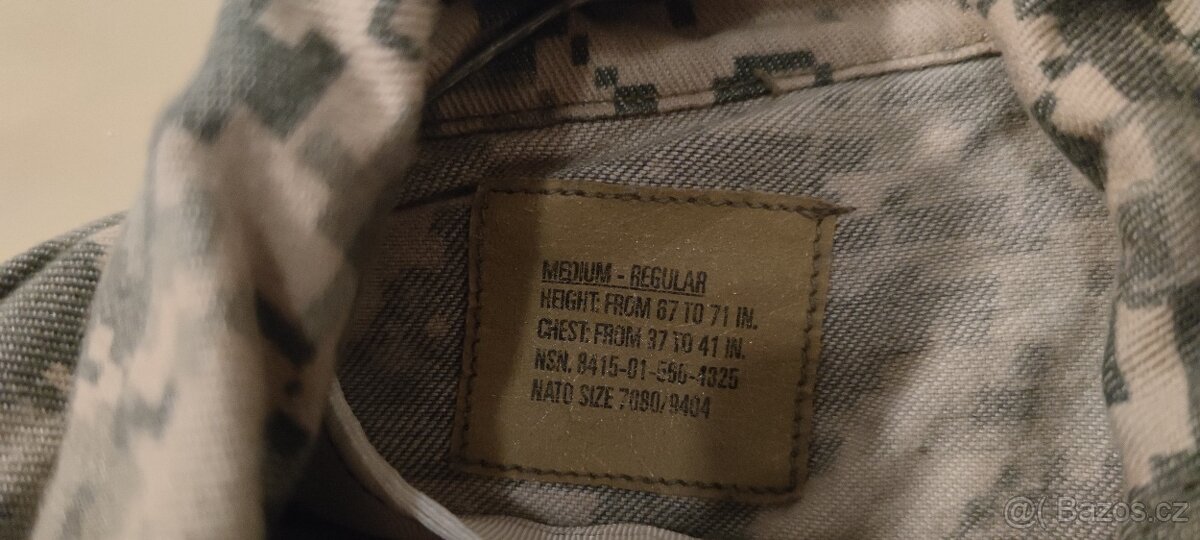 MEDIUM - REGULAR
HEIGHT: FROM 67 TO 71 IN.
CHEST: FROM 37 TO 41 IN.
NSN. 8415-01-566-4325
NATO SIZE 7080/9404
@( Bazos.cz